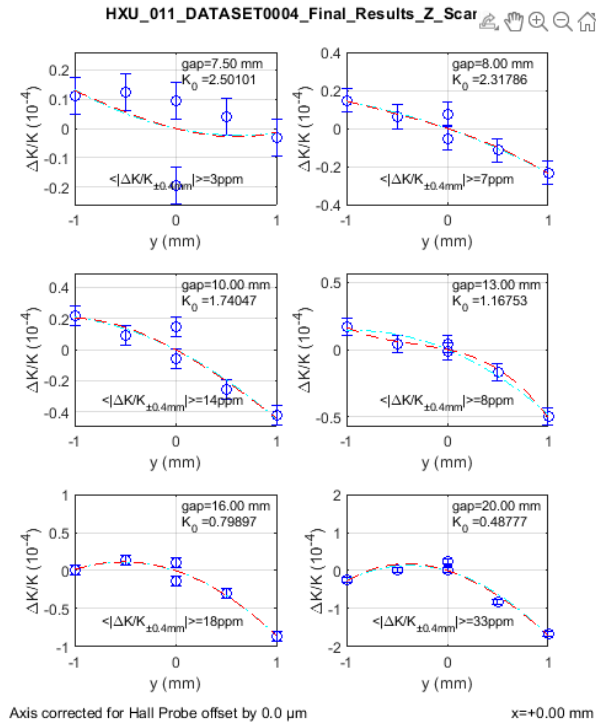 HXU_011_DATASET0004_Final_Results_Z_Scar
gap=7.50 mm
K0=2.50101
0.2
0.1
0
-0.1
-0.2
ΔK/K (10-4)
<|ΔK/K±0.4mm|>=3ppm
-1 0 1
y (mm)
gap=8.00 mm
K0=2.31786
0.4
0.2
0
-0.2
-0.4
ΔK/K (10-4)
<|ΔK/K±0.4mm|>=7ppm
-1 0 1
y (mm)
gap=10.00 mm
K0=1.74047
0.4
0.2
0
-0.2
-0.4
ΔK/K (10-4)
<|ΔK/K±0.4mm|>=14ppm
-1 0 1
y (mm)
gap=13.00 mm
K0=1.16753
0.5
0
-0.5
ΔK/K (10-4)
<|ΔK/K±0.4mm|>=8ppm
-1 0 1
y (mm)
gap=16.00 mm
K0=0.79897
1
0.5
0
-0.5
-1
ΔK/K (10-4)
<|ΔK/K±0.4mm|>=18ppm
-1 0 1
y (mm)
gap=20.00 mm
K0=0.48777
2
1
0
-1
-2
ΔK/K (10-4)
<|ΔK/K±0.4mm|>=33ppm
-1 0 1
y (mm)
Axis corrected for Hall Probe offset by 0.0 μm
x=+0.00 mm